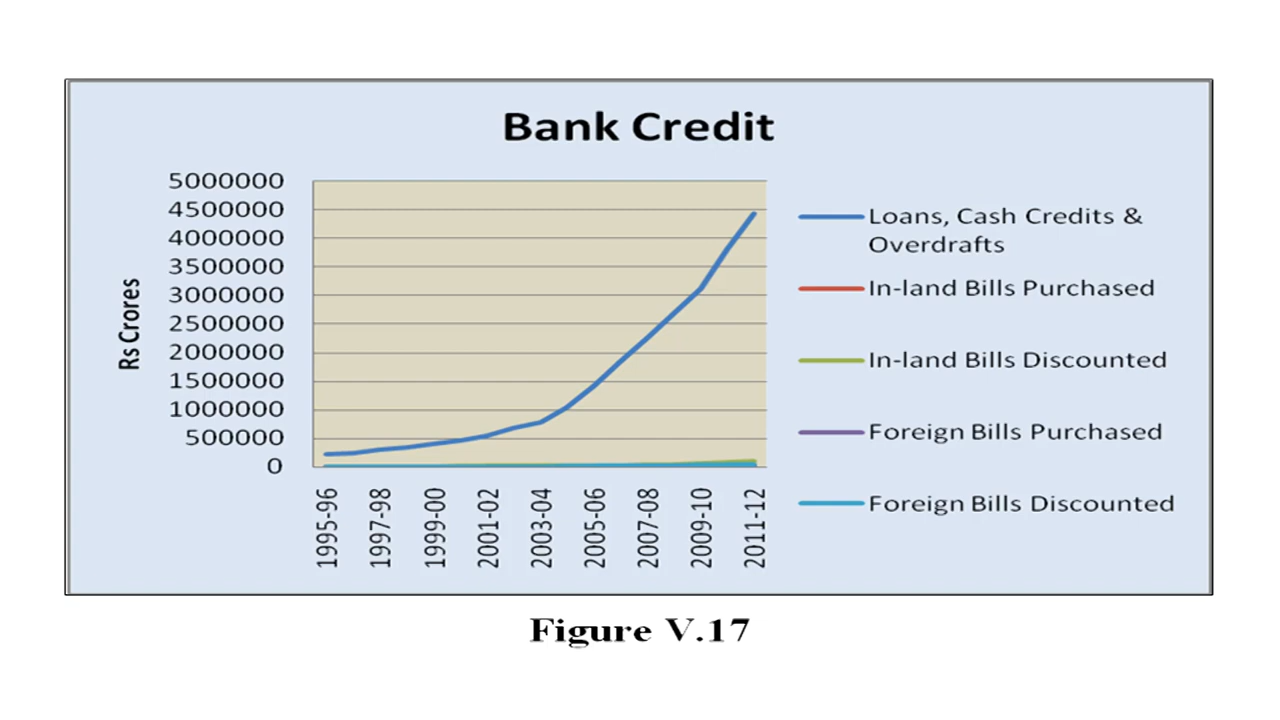 Bank Credit
5000000
4500000
4000000
3500000
3000000
2500000
2000000
1500000
1000000
500000
0
Rs Crores
1995-96
1997-98
1999-00
2001-02
2003-04
2005-06
2007-08
2009-10
2011-12
Loans, Cash Credits &
Overdrafts
In-land Bills Purchased
In-land Bills Discounted
Foreign Bills Purchased
Foreign Bills Discounted
Figure V.17